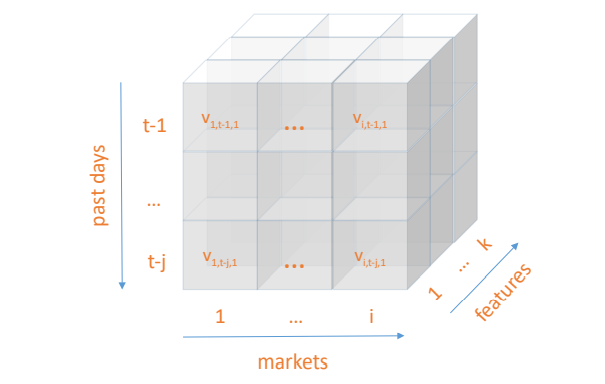 t-1
v1,t-1,1
...
vi,t-1,1
past days
...
t-j
v1,t-j,1
...
vi,t-j,1
1
...
k
features
1
...
i
markets